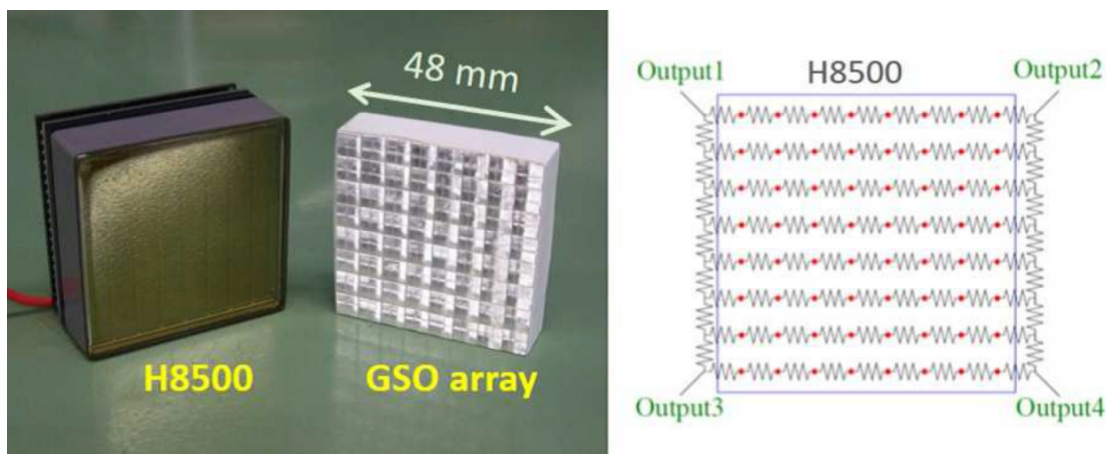 48 mm
H8500
GSO array
H8500
Output1
Output2
Output3
Output4